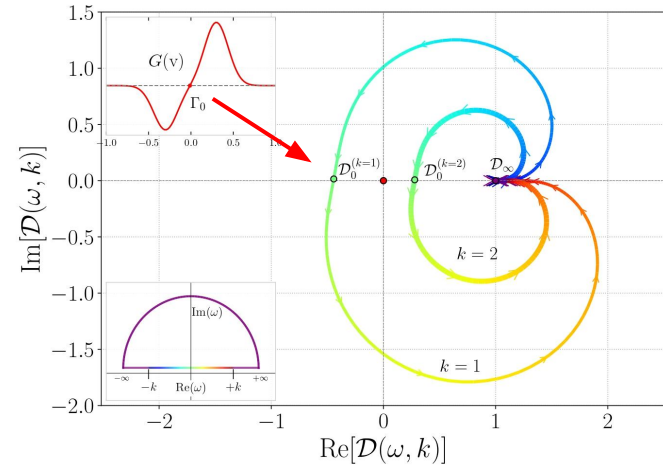 G(v)
Γ₀
−1.0 −0.5 0.0 0.5 1.0
1.5
1.0
0.5
0.0
−0.5
−1.0
−1.5
−2.0
Im[𝒟(ω, k)]
𝒟₀⁽ᵏ⁼¹⁾
𝒟₀⁽ᵏ⁼²⁾
𝒟∞
k = 2
k = 1
Im(ω)
−∞ −k Re(ω) +k +∞
−2 −1 0 1 2
Re[𝒟(ω, k)]